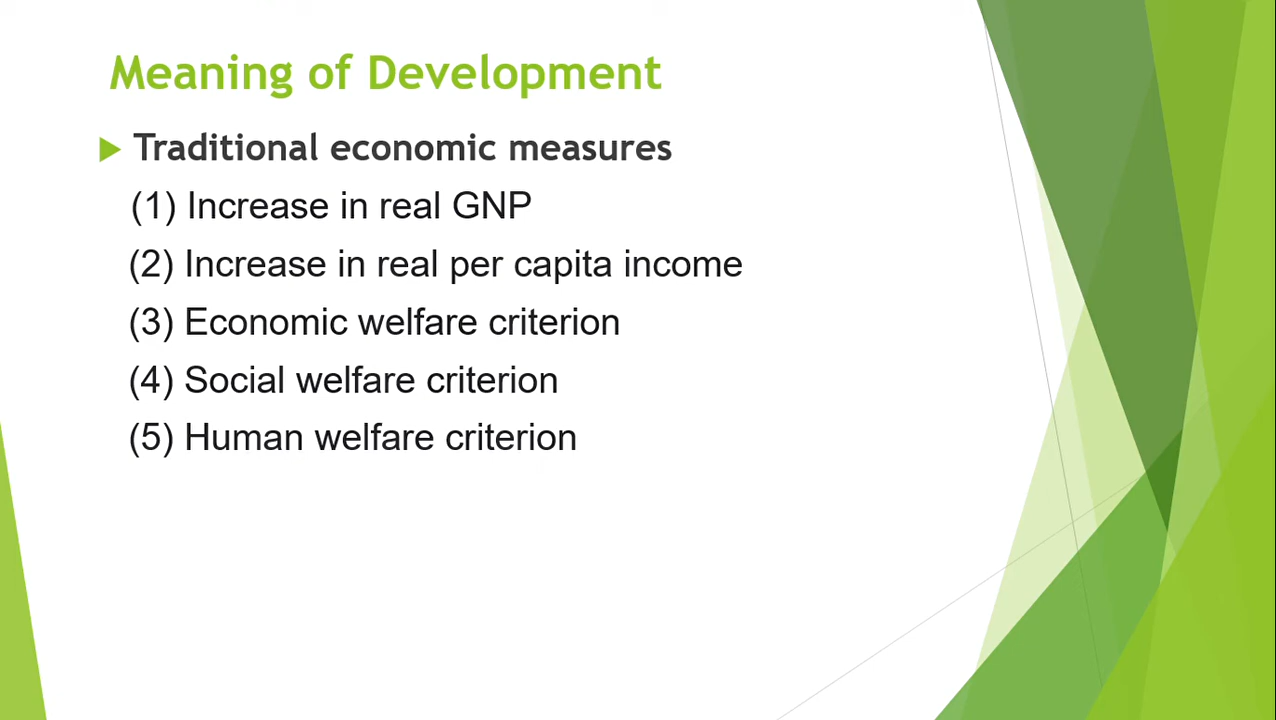 Meaning of Development
Traditional economic measures
(1) Increase in real GNP
(2) Increase in real per capita income
(3) Economic welfare criterion
(4) Social welfare criterion
(5) Human welfare criterion